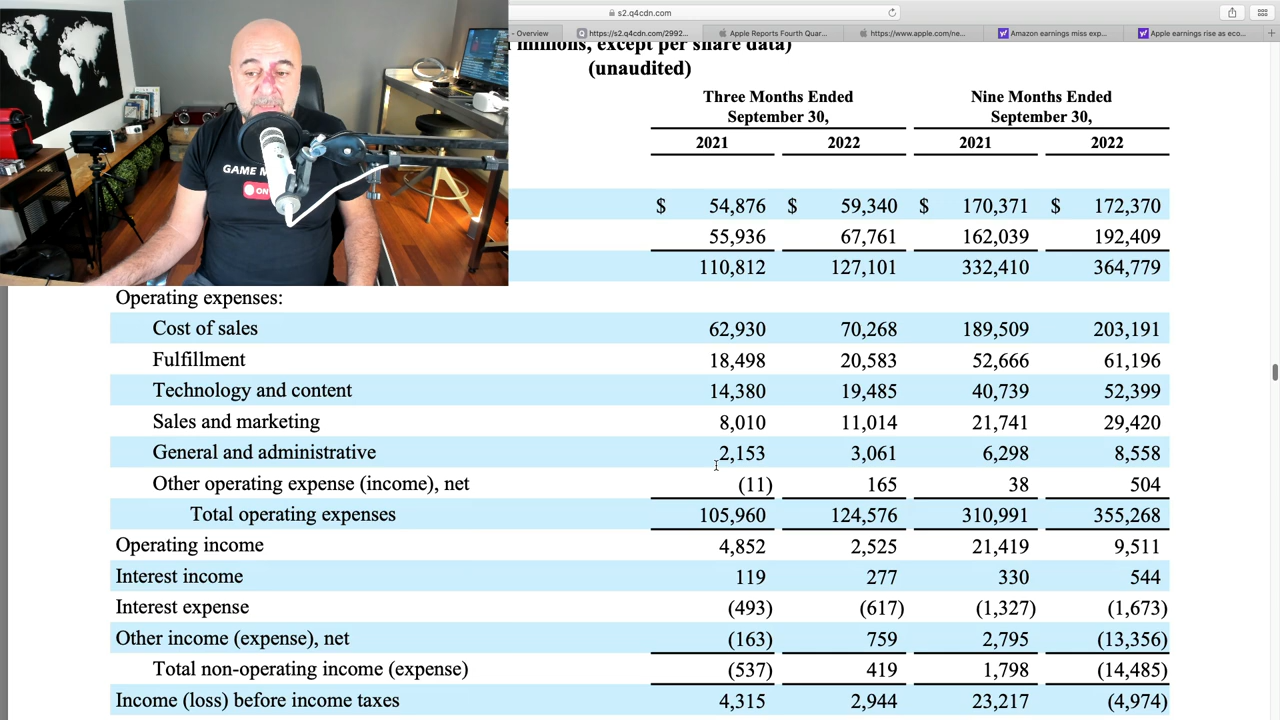 s2.q4cdn.com
- Overview
https://s2.q4cdn.com/2992...
Apple Reports Fourth Quar...
https://www.apple.com/ne...
Amazon earnings miss exp...
Apple earnings rise as eco...
millions, except per share data)
(unaudited)
Three Months Ended Nine Months Ended
September 30, September 30,
2021 2022 2021 2022
$ 54,876 $ 59,340 $ 170,371 $ 172,370
55,936 67,761 162,039 192,409
110,812 127,101 332,410 364,779
Operating expenses:
Cost of sales 62,930 70,268 189,509 203,191
Fulfillment 18,498 20,583 52,666 61,196
Technology and content 14,380 19,485 40,739 52,399
Sales and marketing 8,010 11,014 21,741 29,420
General and administrative 2,153 3,061 6,298 8,558
Other operating expense (income), net (11) 165 38 504
Total operating expenses 105,960 124,576 310,991 355,268
Operating income 4,852 2,525 21,419 9,511
Interest income 119 277 330 544
Interest expense (493) (617) (1,327) (1,673)
Other income (expense), net (163) 759 2,795 (13,356)
Total non-operating income (expense) (537) 419 1,798 (14,485)
Income (loss) before income taxes 4,315 2,944 23,217 (4,974)
GAME
ON